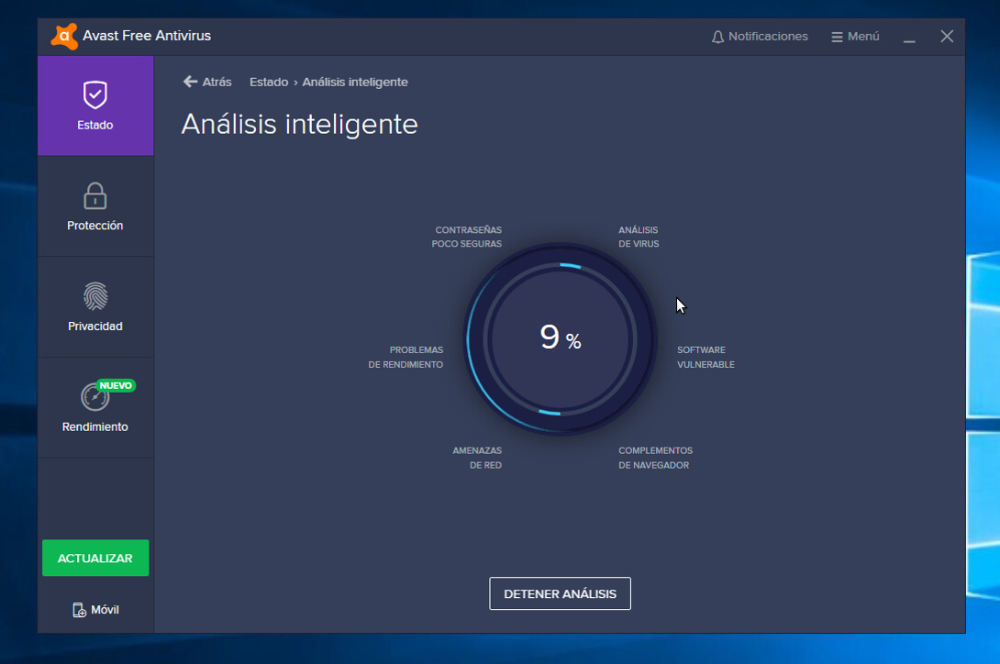 Avast Free Antivirus
Notificaciones
Menú
Atrás
Estado › Análisis inteligente
Análisis inteligente
Estado
Protección
Privacidad
NUEVO
Rendimiento
ACTUALIZAR
Móvil
CONTRASEÑAS
POCO SEGURAS
ANÁLISIS
DE VIRUS
9 %
PROBLEMAS
DE RENDIMIENTO
SOFTWARE
VULNERABLE
AMENAZAS
DE RED
COMPLEMENTOS
DE NAVEGADOR
DETENER ANÁLISIS